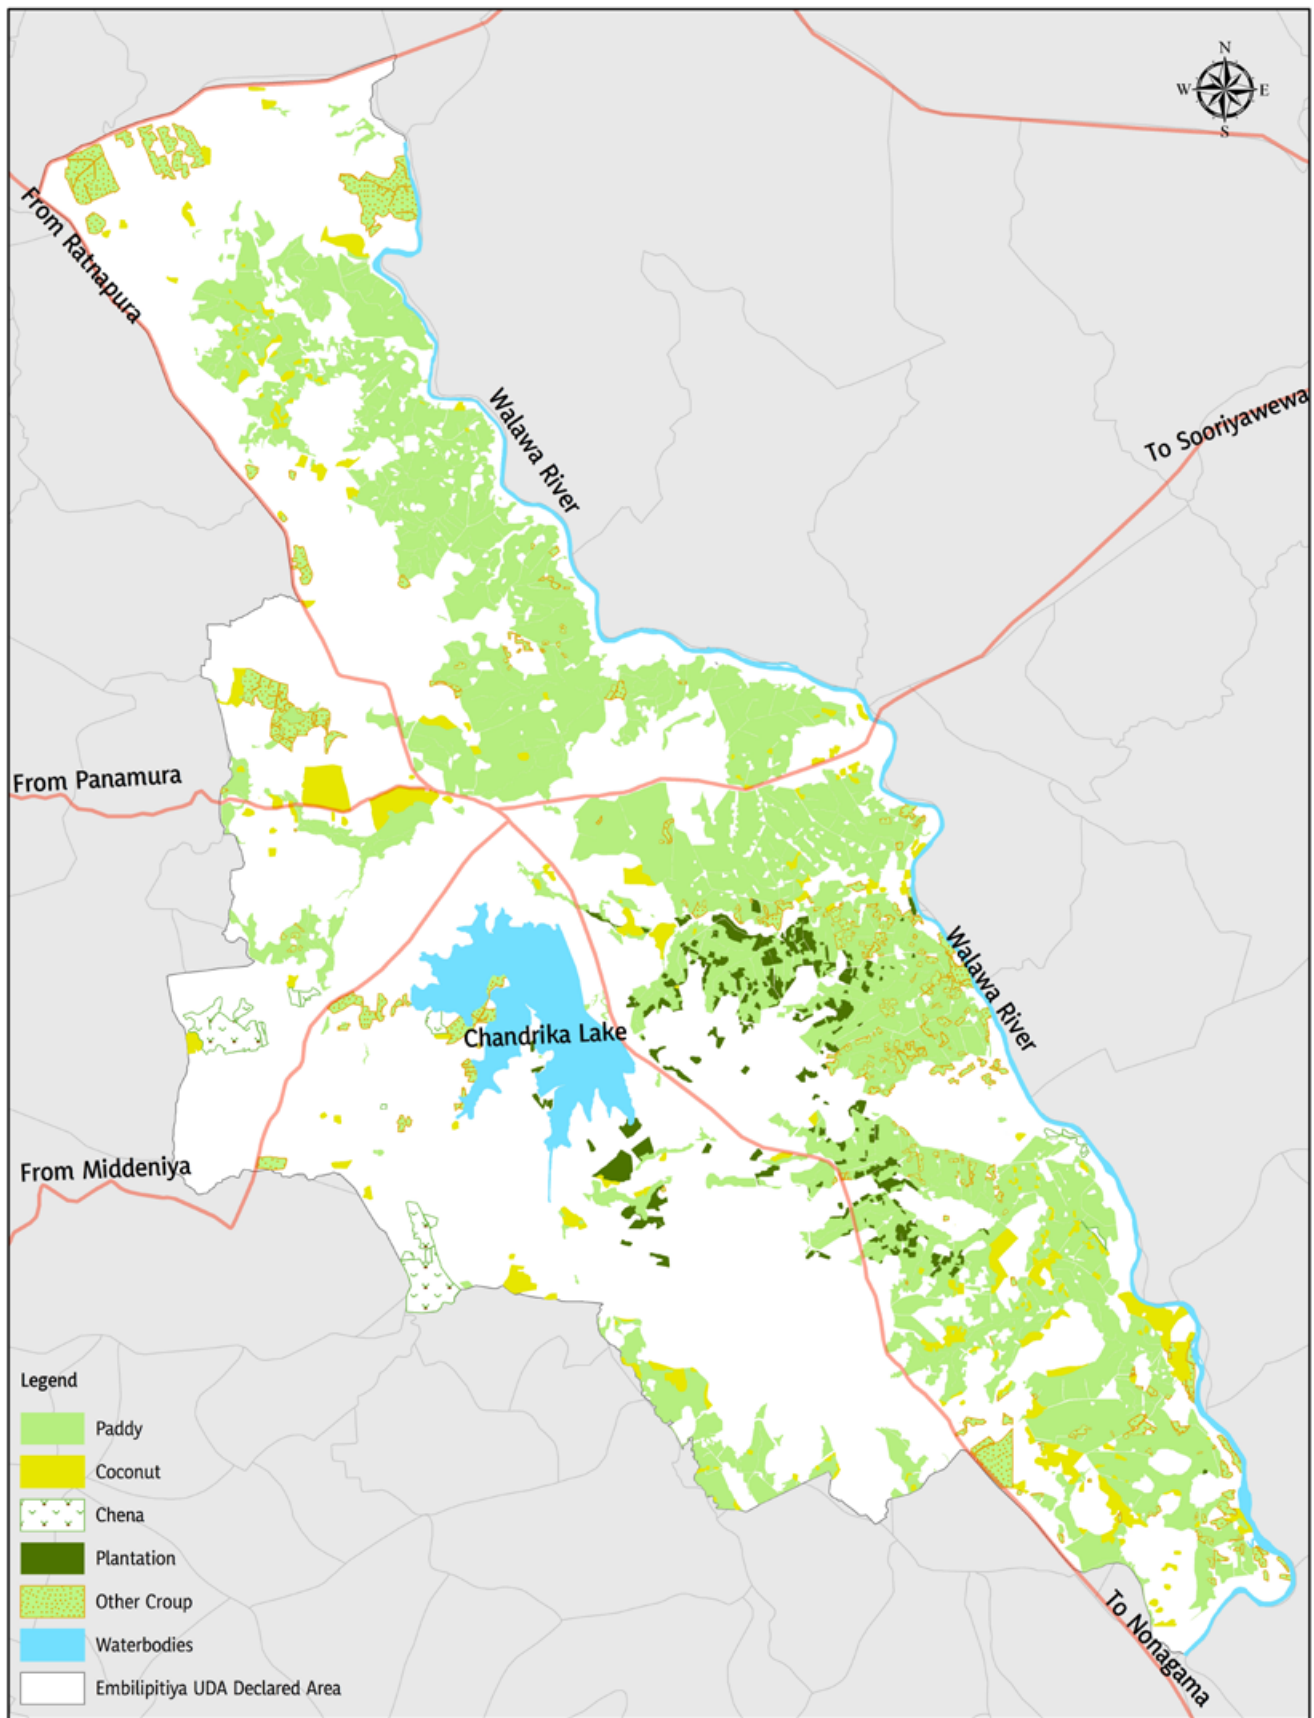 N
W E
S
From Ratnapura
Walawa River
To Sooriyawewa
From Panamura
Walawa River
Chandrika Lake
From Middeniya
To Nonagama
Legend
Paddy
Coconut
Chena
Plantation
Other Croup
Waterbodies
Embilipitiya UDA Declared Area